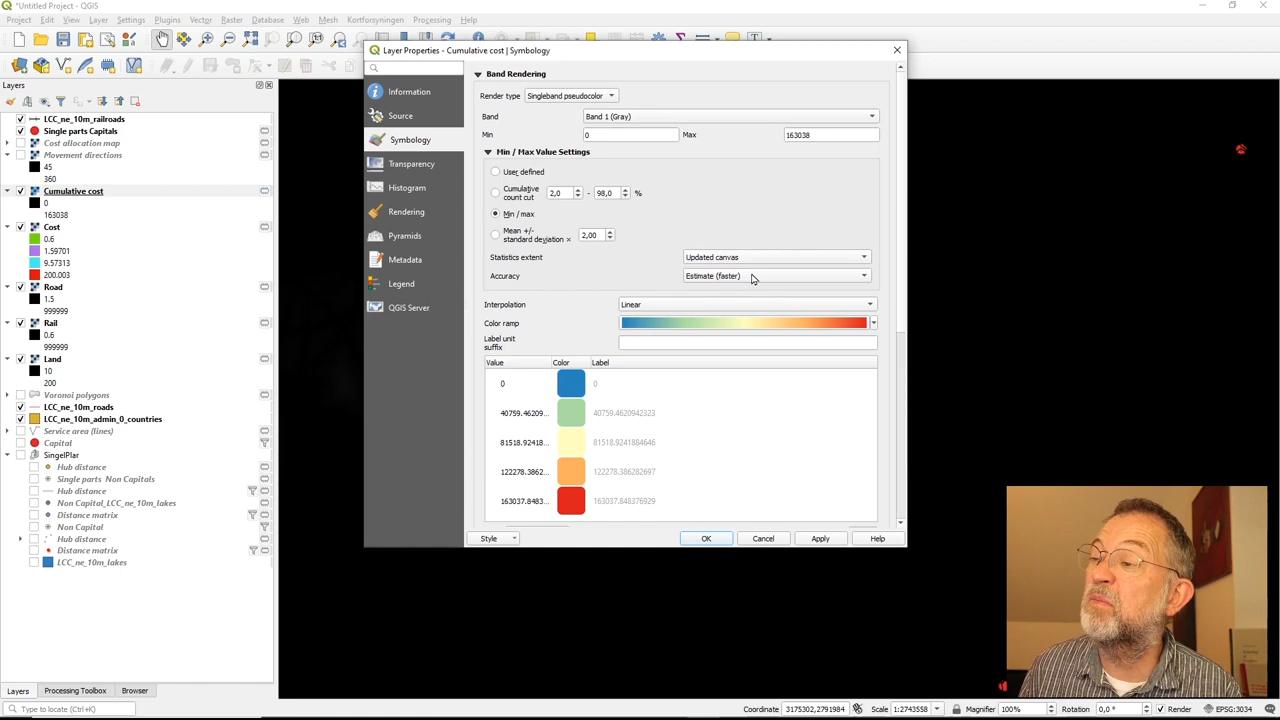 *Untitled Project - QGIS
Project Edit View Layer Settings Plugins Vector Raster Database Web Mesh Kortforsyningen Processing Help
Layers
LCC_ne_10m_railroads
Single parts Capitals
Cost allocation map
Movement directions
45
360
Cumulative cost
0
163038
Cost
0.6
1.59701
9.57313
200.003
Road
1.5
999999
Rail
0.6
999999
Land
10
200
Voronoi polygons
LCC_ne_10m_roads
LCC_ne_10m_admin_0_countries
Service area (lines)
Capital
SingelPlar
Hub distance
Single parts Non Capitals
Hub distance
Non Capital_LCC_ne_10m_lakes
Distance matrix
Non Capital
Hub distance
Distance matrix
LCC_ne_10m_lakes
Layers Processing Toolbox Browser
Type to locate (Ctrl+K)
Layer Properties - Cumulative cost | Symbology
Information
Source
Symbology
Transparency
Histogram
Rendering
Pyramids
Metadata
Legend
QGIS Server
Band Rendering
Render type Singleband pseudocolor
Band Band 1 (Gray)
Min 0 Max 163038
Min / Max Value Settings
User defined
Cumulative
count cut 2,0 - 98,0 %
Min / max
Mean +/-
standard deviation × 2,00
Statistics extent Updated canvas
Accuracy Estimate (faster)
Interpolation Linear
Color ramp
Label unit
suffix
Value Color Label
0 0
40759.46209... 40759.4620942323
81518.92418... 81518.9241884646
122278.3862... 122278.386282697
163037.8483... 163037.848376929
Style OK Cancel Apply Help
Coordinate 3175302,2791984 Scale 1:2743558 Magnifier 100% Rotation 0,0 ° Render EPSG:3034